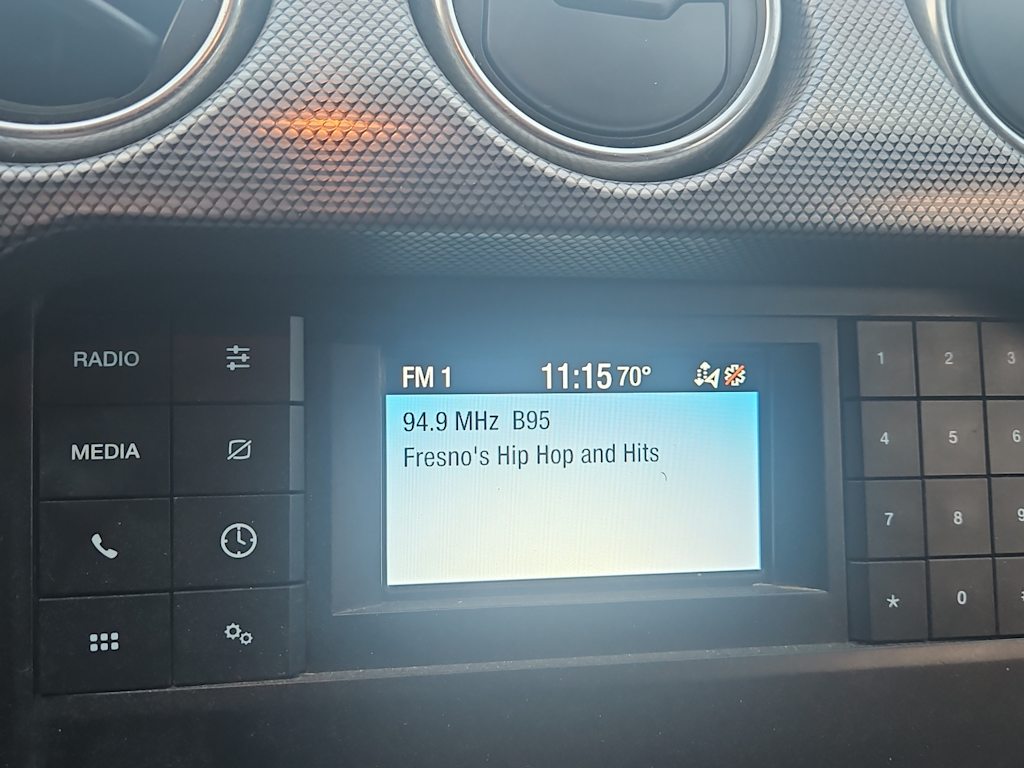 RADIO
MEDIA
FM 1 11:15 70°
94.9 MHz B95
Fresno's Hip Hop and Hits
1 2 3
4 5 6
7 8 9
* 0